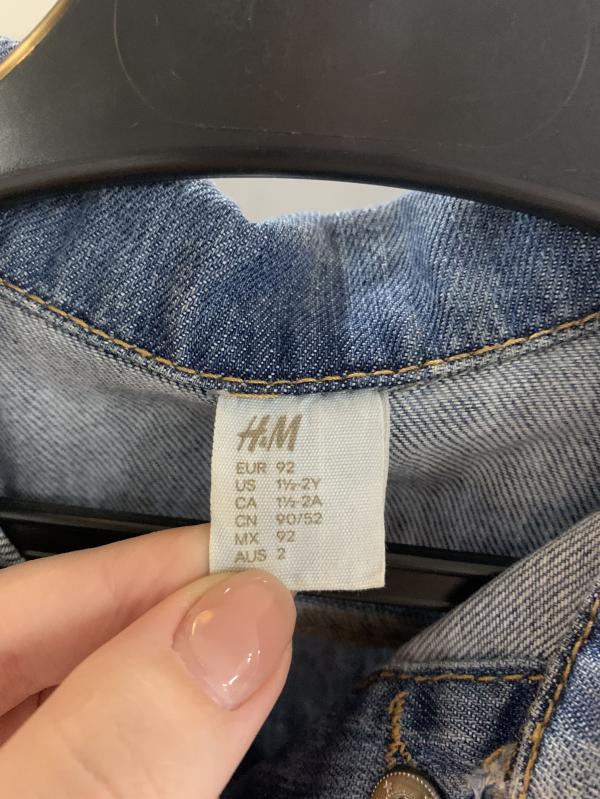 H&M
EUR 92
US 1½-2Y
CA 1½-2A
CN 90/52
MX 92
AUS 2